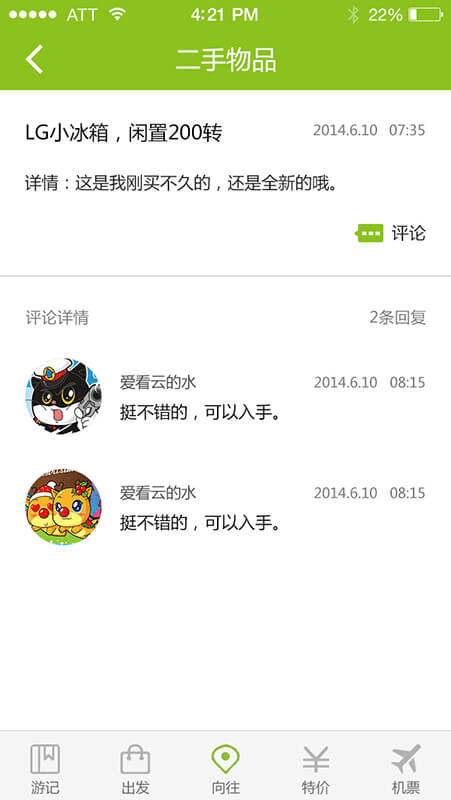 ATT 4:21 PM 22%
二手物品
LG小冰箱，闲置200转 2014.6.10 07:35
详情：这是我刚买不久的，还是全新的哦。
评论
评论详情 2条回复
爱看云的水 2014.6.10 08:15
挺不错的，可以入手。
爱看云的水 2014.6.10 08:15
挺不错的，可以入手。
游记 出发 向往 特价 机票